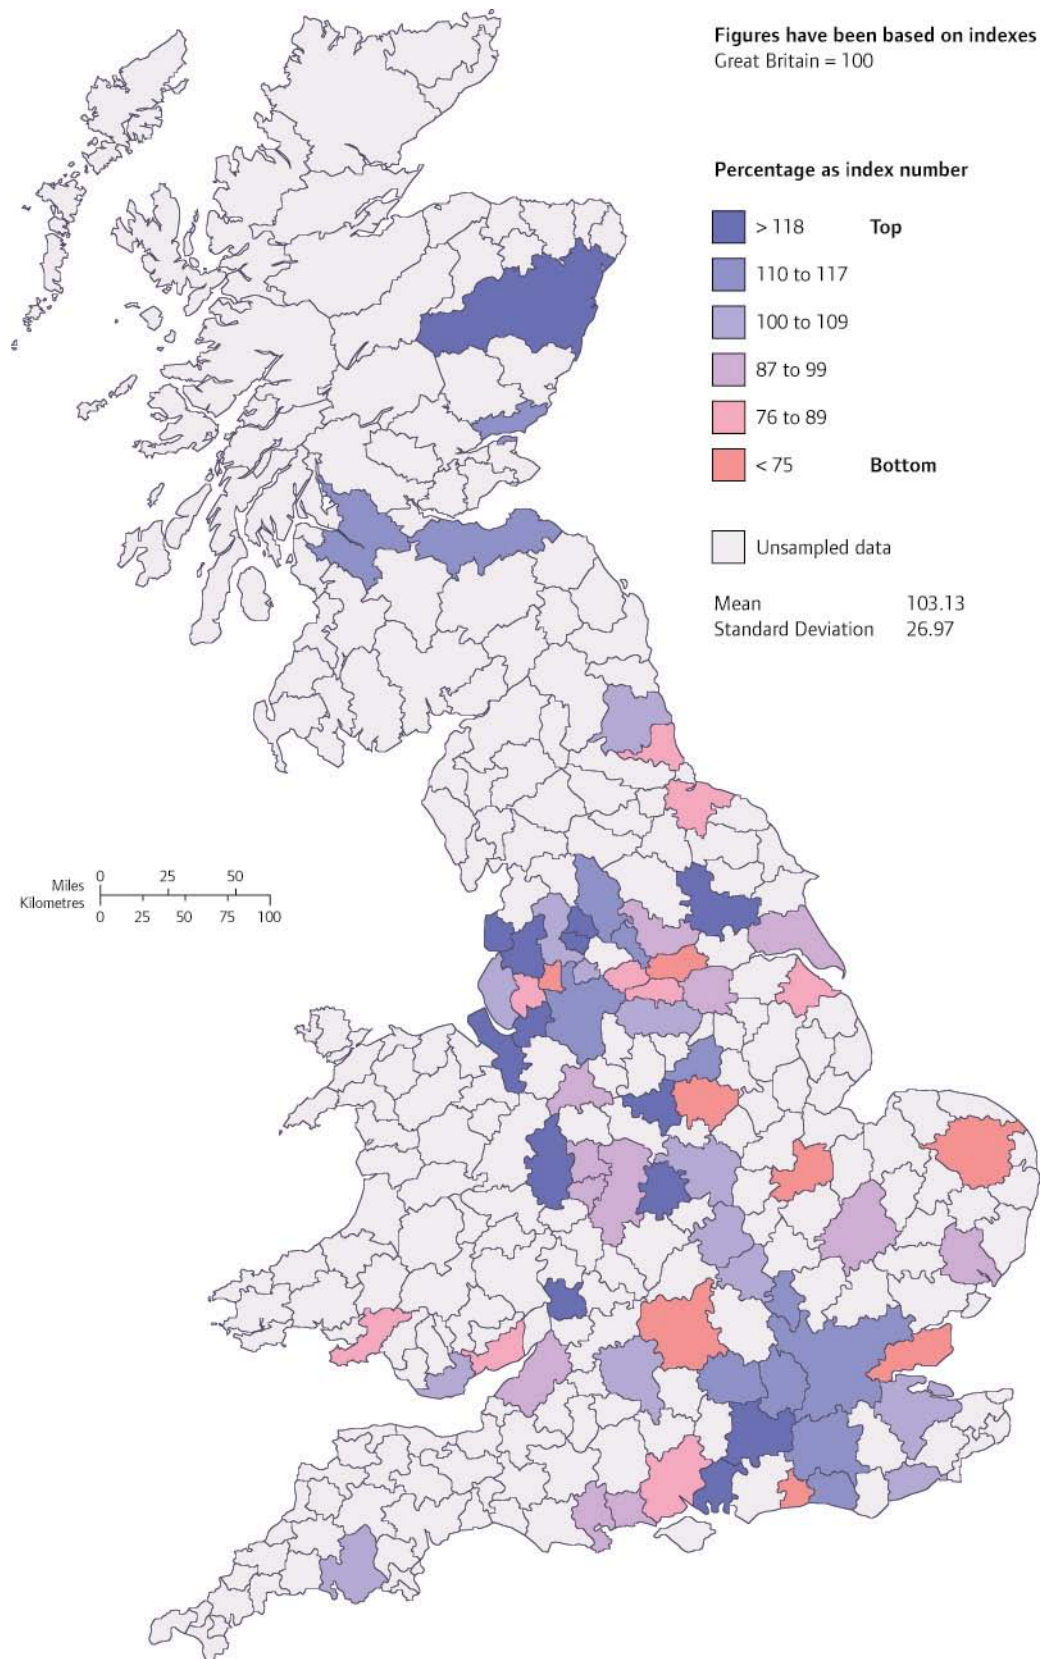 Figures have been based on indexes
Great Britain = 100
Percentage as index number
> 118 Top
110 to 117
100 to 109
87 to 99
76 to 89
< 75 Bottom
Unsampled data
Mean 103.13
Standard Deviation 26.97
Miles 0 25 50
Kilometres 0 25 50 75 100